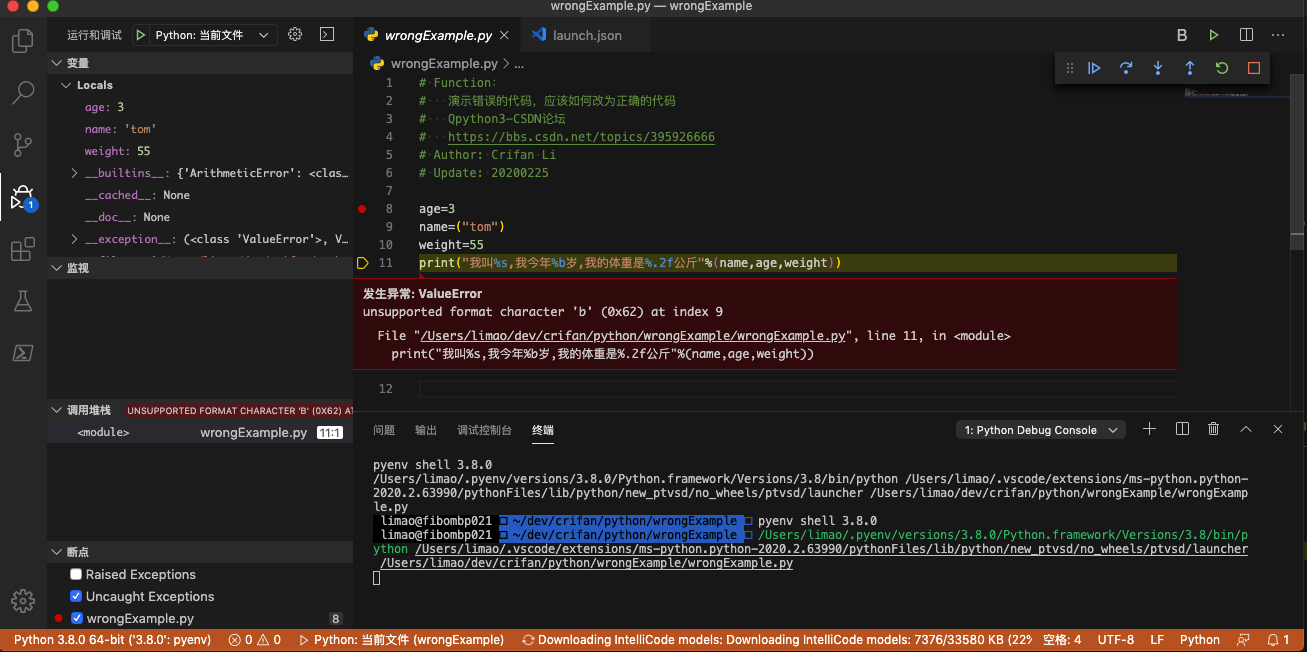 wrongExample.py — wrongExample
运行和调试
Python: 当前文件
wrongExample.py
launch.json
B
变量
Locals
age: 3
name: 'tom'
weight: 55
__builtins__: {'ArithmeticError': <clas…
__cached__: None
__doc__: None
__exception__: (<class 'ValueError'>, V…
监视
调用堆栈
UNSUPPORTED FORMAT CHARACTER 'B' (0X62) AT
<module>
wrongExample.py
11:1
断点
Raised Exceptions
Uncaught Exceptions
wrongExample.py
8
1
wrongExample.py > ...
1 # Function:
2 # 演示错误的代码，应该如何改为正确的代码
3 # Qpython3-CSDN论坛
4 # https://bbs.csdn.net/topics/395926666
5 # Author: Crifan Li
6 # Update: 20200225
7
8 age=3
9 name=("tom")
10 weight=55
11 print("我叫%s,我今年%b岁,我的体重是%.2f公斤"%(name,age,weight))
发生异常: ValueError
unsupported format character 'b' (0x62) at index 9
File "/Users/limao/dev/crifan/python/wrongExample/wrongExample.py", line 11, in <module>
print("我叫%s,我今年%b岁,我的体重是%.2f公斤"%(name,age,weight))
12
问题
输出
调试控制台
终端
1: Python Debug Console
pyenv shell 3.8.0
/Users/limao/.pyenv/versions/3.8.0/Python.framework/Versions/3.8/bin/python /Users/limao/.vscode/extensions/ms-python.python-
2020.2.63990/pythonFiles/lib/python/new_ptvsd/no_wheels/ptvsd/launcher /Users/limao/dev/crifan/python/wrongExample/wrongExamp
le.py
limao@fibombp021 ~/dev/crifan/python/wrongExample pyenv shell 3.8.0
limao@fibombp021 ~/dev/crifan/python/wrongExample /Users/limao/.pyenv/versions/3.8.0/Python.framework/Versions/3.8/bin/p
ython /Users/limao/.vscode/extensions/ms-python.python-2020.2.63990/pythonFiles/lib/python/new_ptvsd/no_wheels/ptvsd/launcher
/Users/limao/dev/crifan/python/wrongExample/wrongExample.py
Python 3.8.0 64-bit ('3.8.0': pyenv)
0
0
Python: 当前文件 (wrongExample)
Downloading IntelliCode models: Downloading IntelliCode models: 7376/33580 KB (22%
空格: 4
UTF-8
LF
Python
1